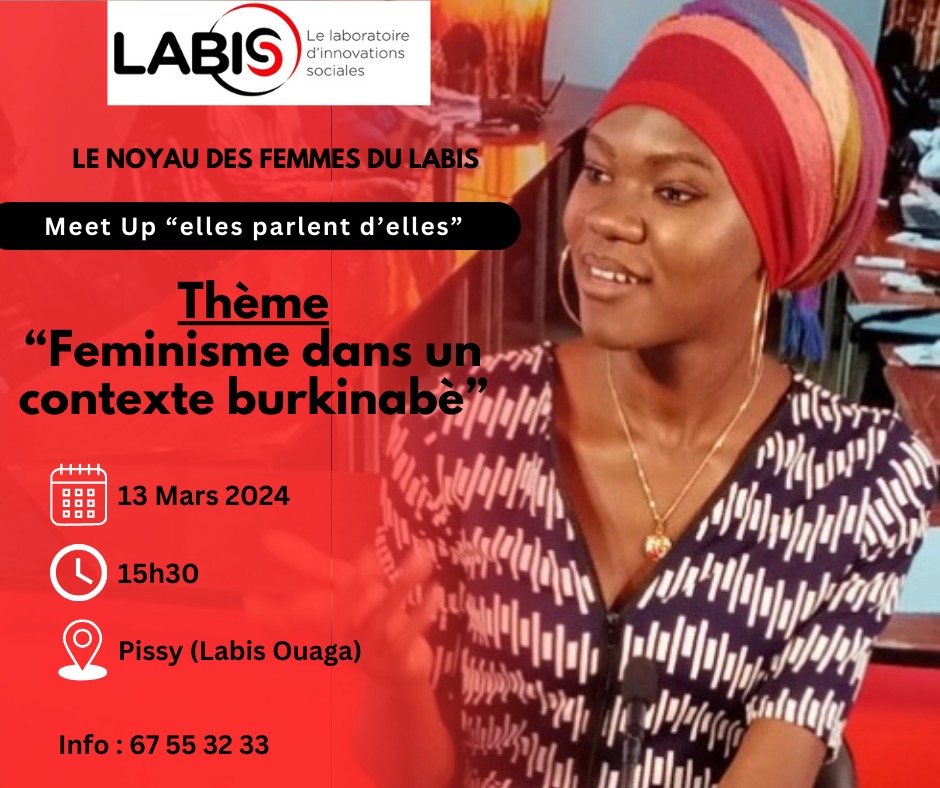 LABIS
Le laboratoire
d'innovations
sociales
LE NOYAU DES FEMMES DU LABIS
Meet Up “elles parlent d’elles”
Thème
“Feminisme dans un
contexte burkinabè”
13 Mars 2024
15h30
Pissy (Labis Ouaga)
Info : 67 55 32 33